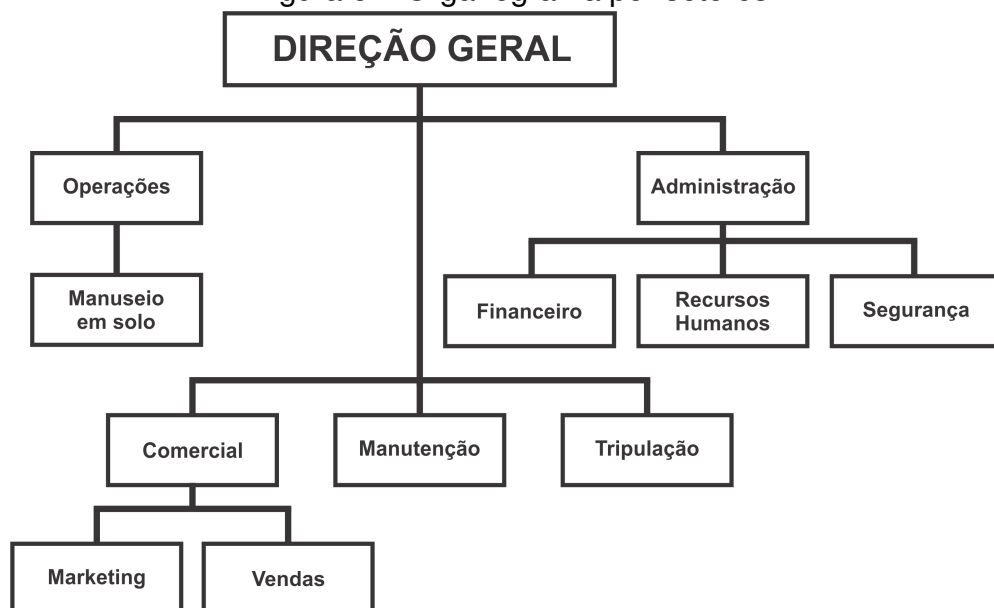 DIREÇÃO GERAL
Operações
Administração
Manuseio
em solo
Financeiro
Recursos
Humanos
Segurança
Comercial
Manutenção
Tripulação
Marketing
Vendas